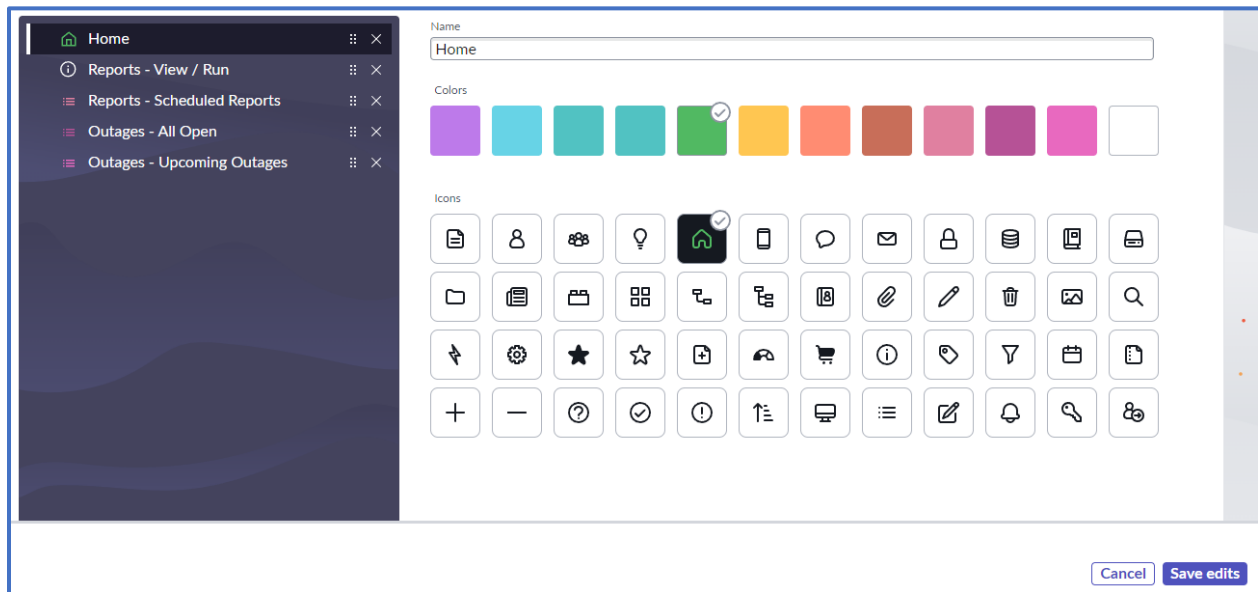 Home
Reports - View / Run
Reports - Scheduled Reports
Outages - All Open
Outages - Upcoming Outages
Name
Home
Colors
Icons
Cancel
Save edits